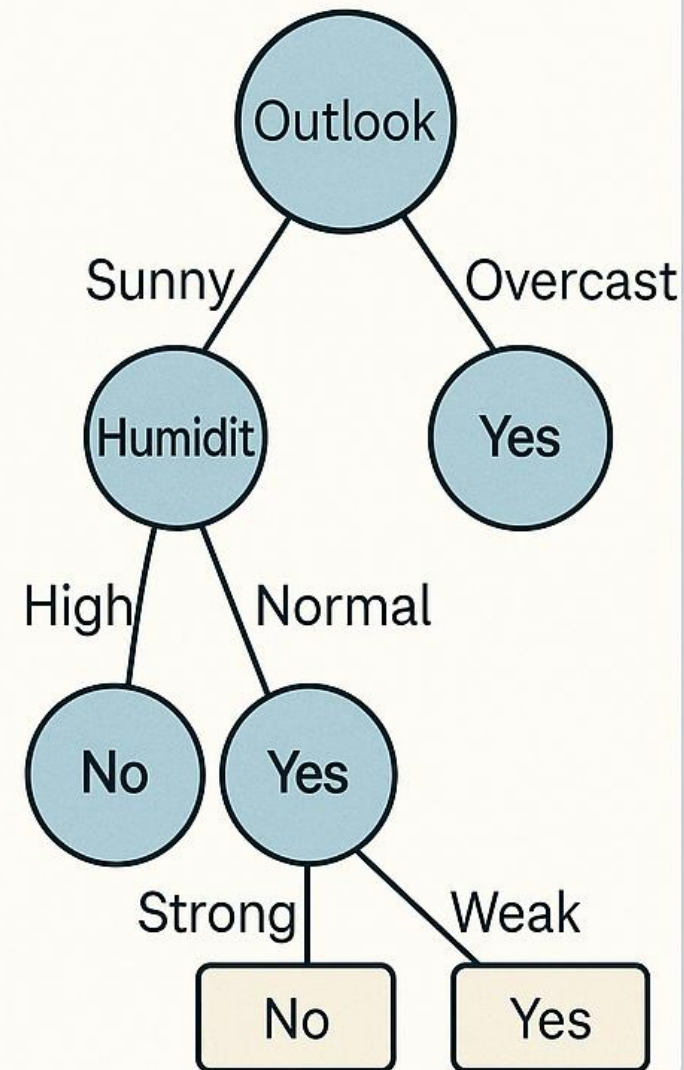 Outlook
Sunny
Overcast
Humidit
Yes
High
Normal
No
Yes
Strong
Weak
No
Yes